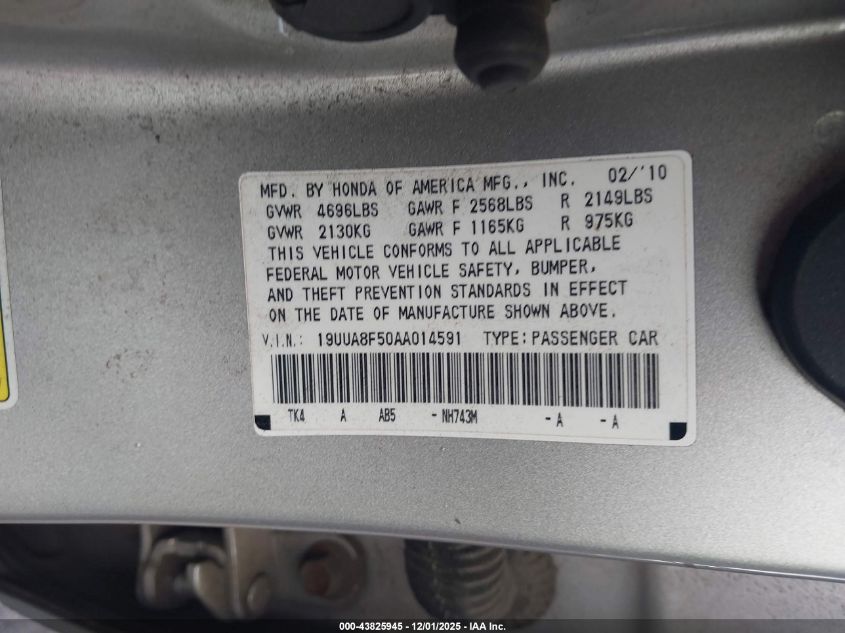 MFD. BY HONDA OF AMERICA MFG., INC. 02/'10
GVWR 4696LBS GAWR F 2568LBS R 2149LBS
GVWR 2130KG GAWR F 1165KG R 975KG
THIS VEHICLE CONFORMS TO ALL APPLICABLE
FEDERAL MOTOR VEHICLE SAFETY, BUMPER,
AND THEFT PREVENTION STANDARDS IN EFFECT
ON THE DATE OF MANUFACTURE SHOWN ABOVE.
V.I.N.: 19UUA8F50AA014591 TYPE: PASSENGER CAR
TK4 A AB5 - NH743M - A - A
000-43825945 - 12/01/2025 - IAA Inc.